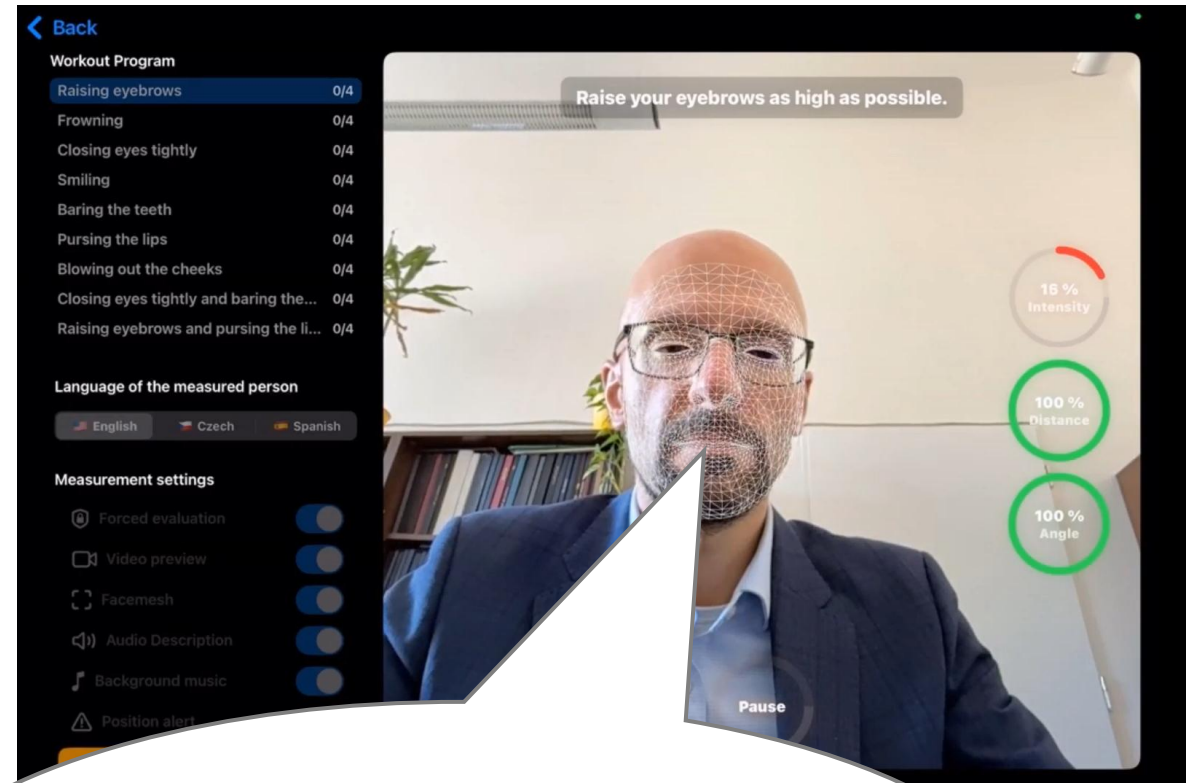 Back
Workout Program
Raising eyebrows 0/4
Frowning 0/4
Closing eyes tightly 0/4
Smiling 0/4
Baring the teeth 0/4
Pursing the lips 0/4
Blowing out the cheeks 0/4
Closing eyes tightly and baring the... 0/4
Raising eyebrows and pursing the li... 0/4
Language of the measured person
English Czech Spanish
Measurement settings
Forced evaluation
Video preview
Facemesh
Audio Description
Background music
Position alert
Raise your eyebrows as high as possible.
16 %
Intensity
100 %
Distance
100 %
Angle
Pause